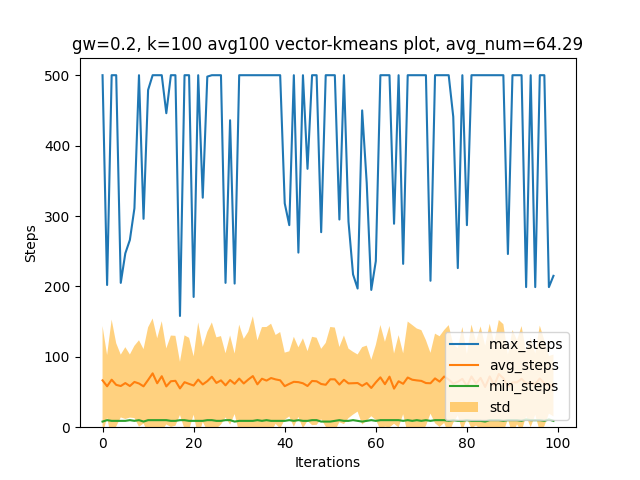 gw=0.2, k=100 avg100 vector-kmeans plot, avg_num=64.29
Steps
500
400
300
200
100
0
max_steps
avg_steps
min_steps
std
0 20 40 60 80 100
Iterations